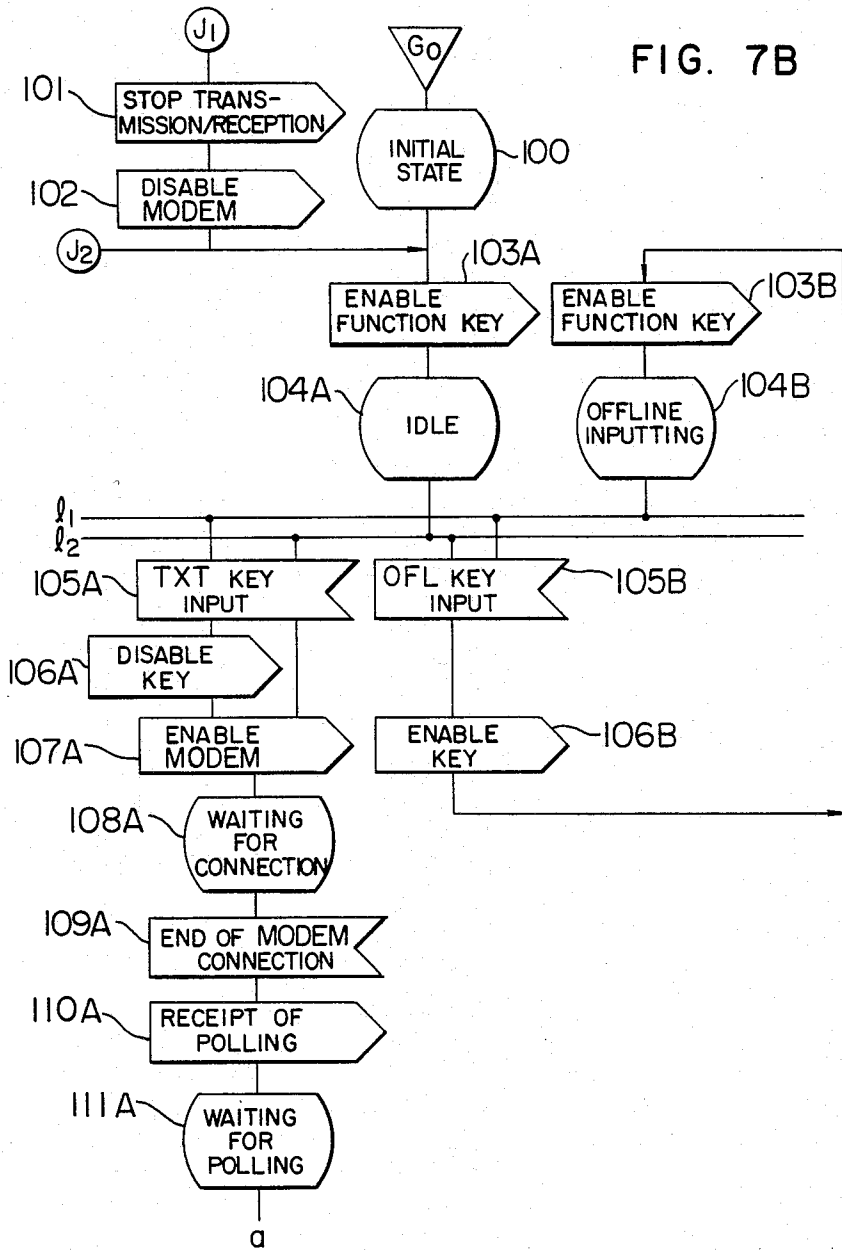 J1
G0
FIG. 7B
101
STOP TRANS-
MISSION/RECEPTION
INITIAL
STATE
100
102
DISABLE
MODEM
J2
103A
ENABLE
FUNCTION KEY
103B
ENABLE
FUNCTION KEY
104A
IDLE
104B
OFFLINE
INPUTTING
ℓ1
ℓ2
105A
TXT KEY
INPUT
OFL KEY
INPUT
105B
106A
DISABLE
KEY
107A
ENABLE
MODEM
ENABLE
KEY
106B
108A
WAITING
FOR
CONNECTION
109A
END OF MODEM
CONNECTION
110A
RECEIPT OF
POLLING
111A
WAITING
FOR
POLLING
a